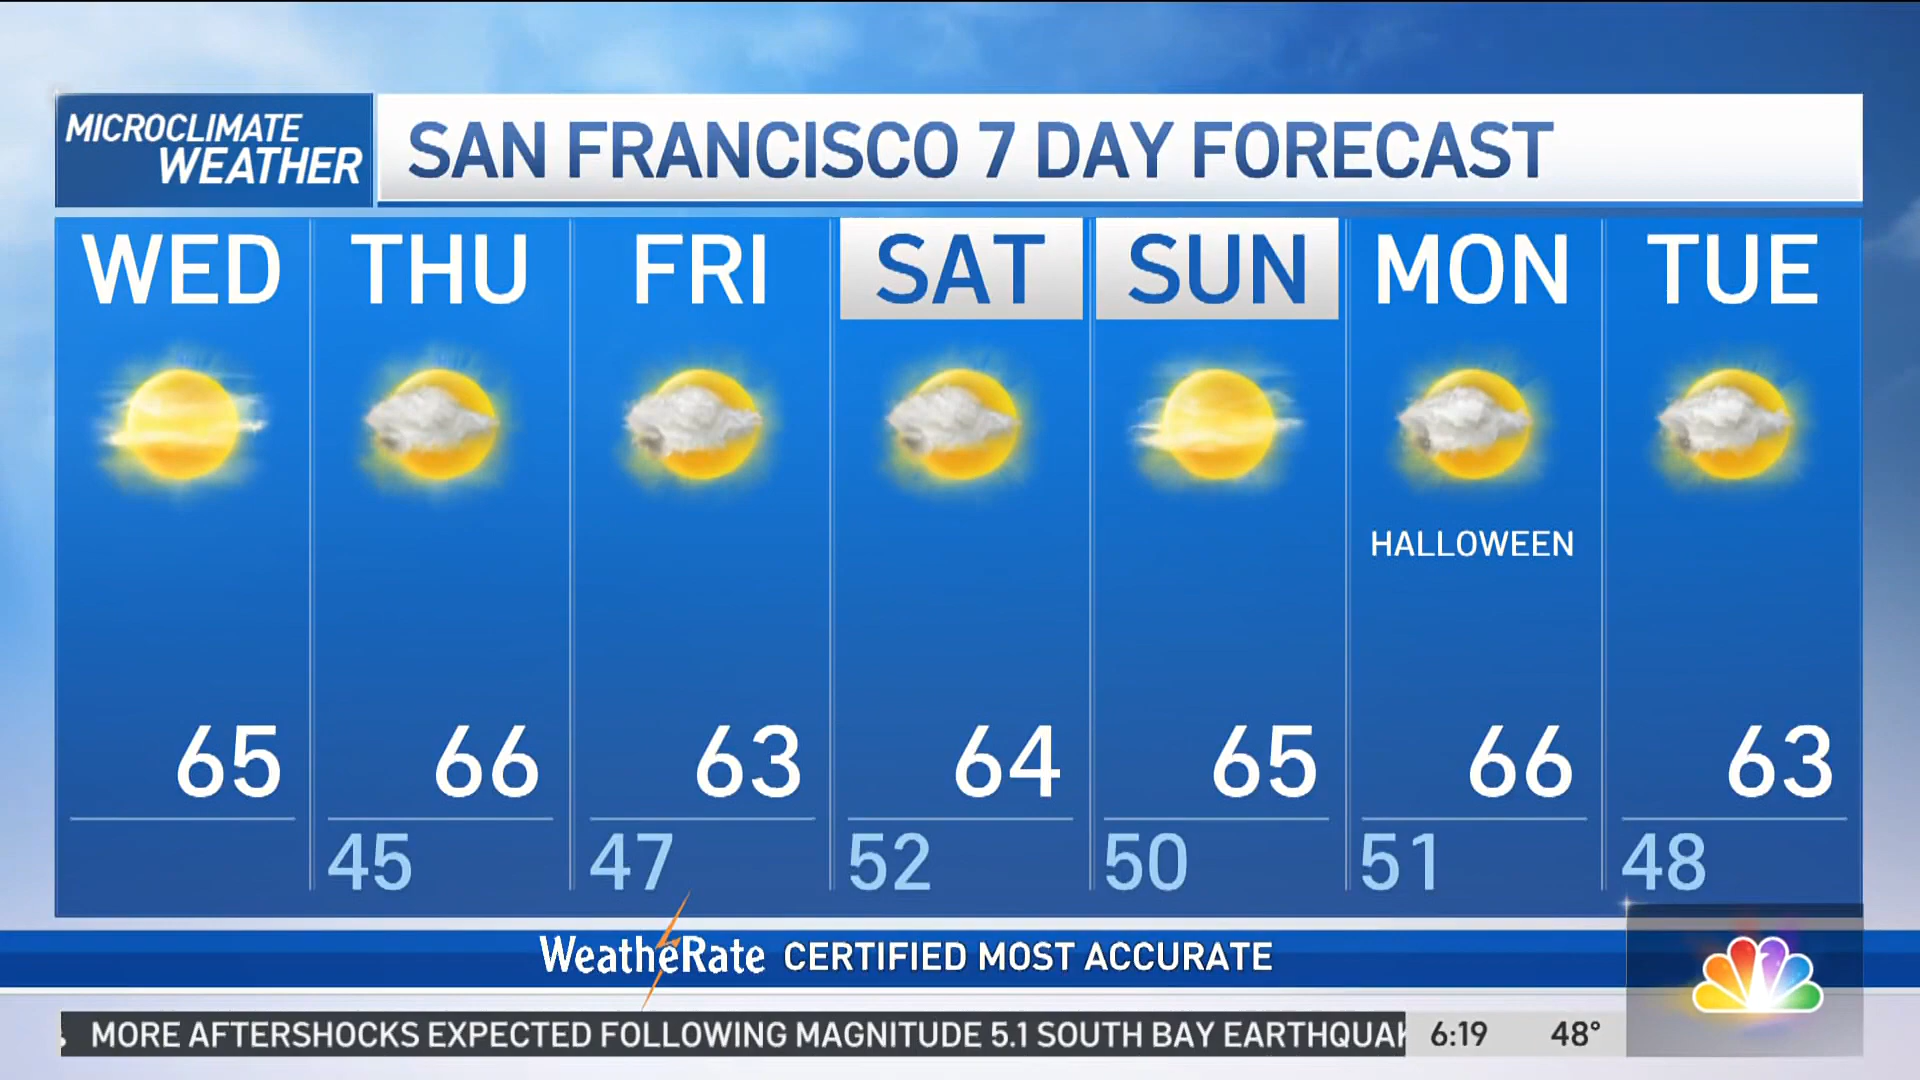 MICROCLIMATE
WEATHER
SAN FRANCISCO 7 DAY FORECAST
WED THU FRI SAT SUN MON TUE
HALLOWEEN
65 66 63 64 65 66 63
45 47 52 50 51 48
WeatheRate CERTIFIED MOST ACCURATE
MORE AFTERSHOCKS EXPECTED FOLLOWING MAGNITUDE 5.1 SOUTH BAY EARTHQUAK 6:19 48°